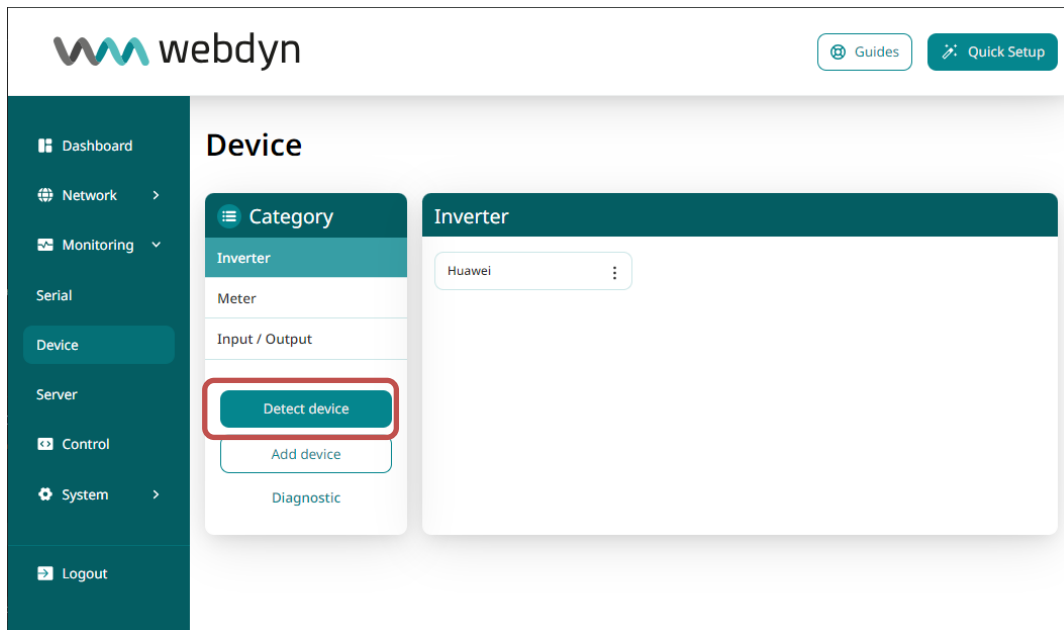 webdyn
Guides
Quick Setup
Dashboard
Network
Monitoring
Serial
Device
Server
Control
System
Logout
Device
Category
Inverter
Meter
Input / Output
Detect device
Add device
Diagnostic
Inverter
Huawei